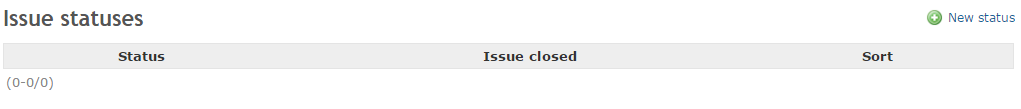 Issue statuses
New status
Status Issue closed Sort
(0-0/0)